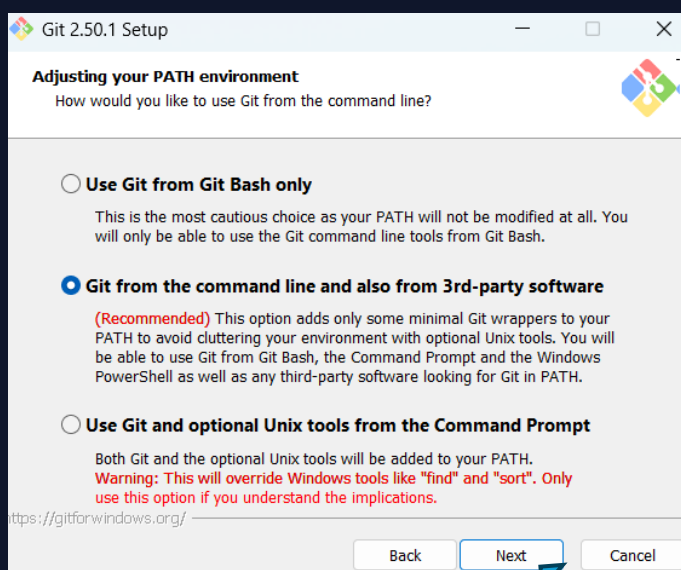 Git 2.50.1 Setup
Adjusting your PATH environment
How would you like to use Git from the command line?
Use Git from Git Bash only
This is the most cautious choice as your PATH will not be modified at all. You
will only be able to use the Git command line tools from Git Bash.
Git from the command line and also from 3rd-party software
(Recommended) This option adds only some minimal Git wrappers to your
PATH to avoid cluttering your environment with optional Unix tools. You will
be able to use Git from Git Bash, the Command Prompt and the Windows
PowerShell as well as any third-party software looking for Git in PATH.
Use Git and optional Unix tools from the Command Prompt
Both Git and the optional Unix tools will be added to your PATH.
Warning: This will override Windows tools like "find" and "sort". Only
use this option if you understand the implications.
https://gitforwindows.org/
Back
Next
Cancel